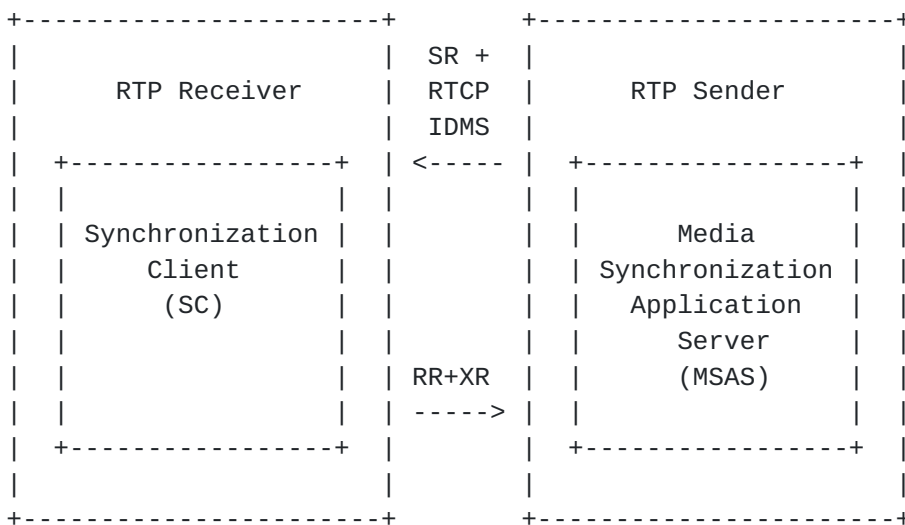 SR +
RTP Receiver RTCP RTP Sender
IDMS
<-----
Synchronization Media
Client Synchronization
(SC) Application
Server
RR+XR (MSAS)
----->